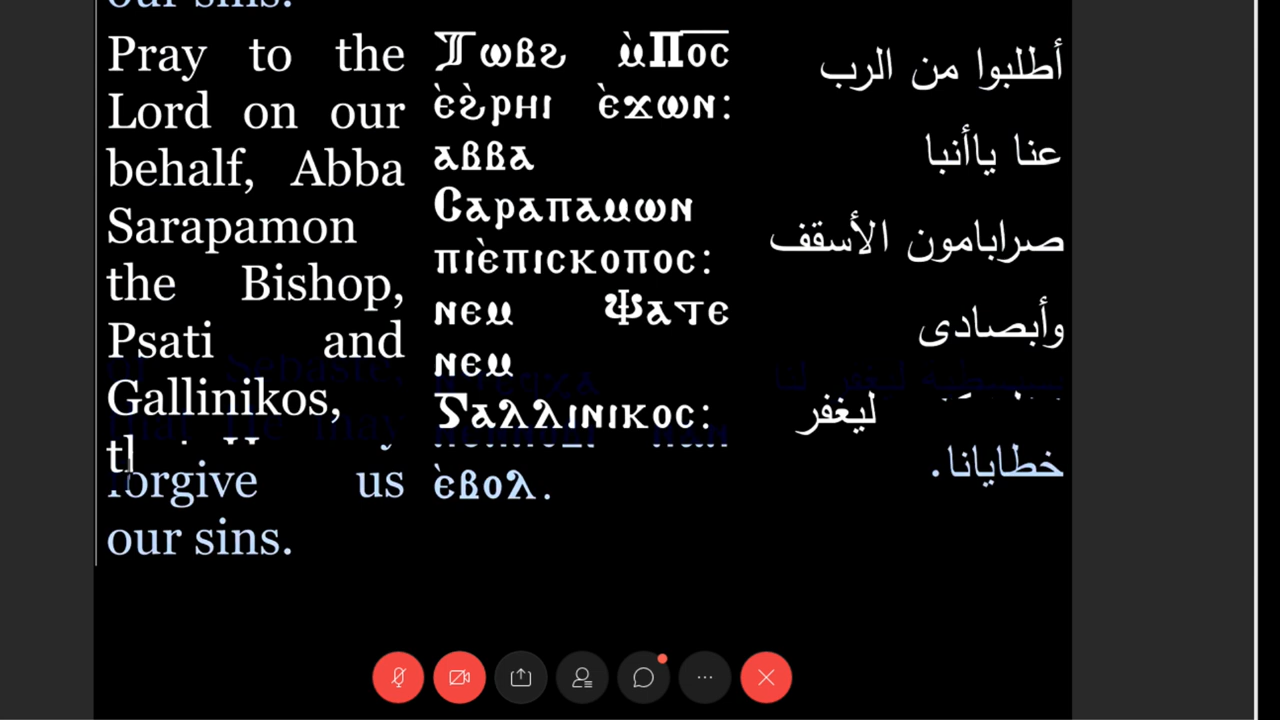 our sins.
Pray to the
Lord on our
behalf, Abba
Sarapamon
the Bishop,
Psati and
Gallinikos,
forgive us
our sins.
Ⲧⲱⲃϩ ⲙ̀Ⲡ̅ⲟ̅ⲥ̅
ⲉ̀ϩ̀ⲣⲏⲓ ⲉ̀ϫⲱⲛ:
ⲁⲃⲃⲁ
Ⲥⲁⲣⲁⲡⲁⲙⲱⲛ
ⲡⲓⲉ̀ⲡⲓⲥⲕⲟⲡⲟⲥ:
ⲛⲉⲙ Ⲯⲁⲧⲉ
ⲛⲉⲙ
Ⲅⲁⲗⲗⲓⲛⲓⲕⲟⲥ:
ⲉ̀ⲃⲟⲗ.
أطلبوا من الرب
عنا ياأنبا
صرابامون الأسقف
وأبصادى
ليغفر
خطايانا.